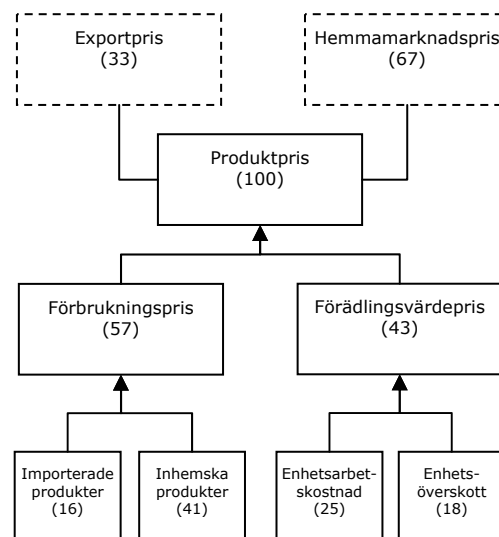 Exportpris
(33)
Hemmamarknadspris
(67)
Produktpris
(100)
Förbrukningspris
(57)
Förädlingsvärdepris
(43)
Importerade
produkter
(16)
Inhemska
produkter
(41)
Enhetsarbet-
skostnad
(25)
Enhets-
överskott
(18)